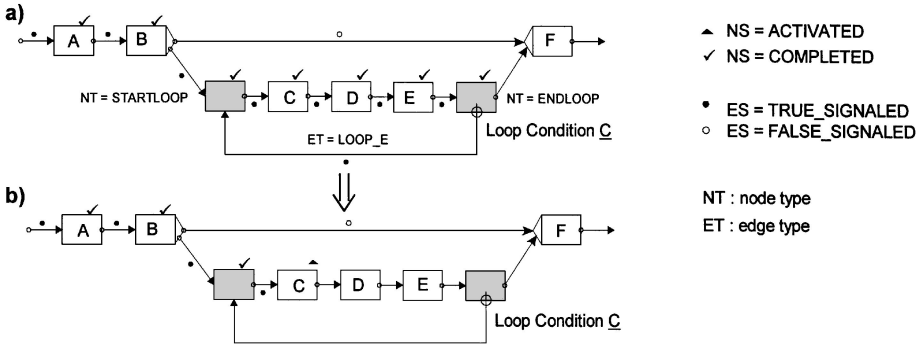 a)
A
B
F
NT = STARTLOOP
C
D
E
NT = ENDLOOP
Loop Condition C
ET = LOOP_E
b)
A
B
F
C
D
E
Loop Condition C
NS = ACTIVATED
NS = COMPLETED
ES = TRUE_SIGNALED
ES = FALSE_SIGNALED
NT : node type
ET : edge type